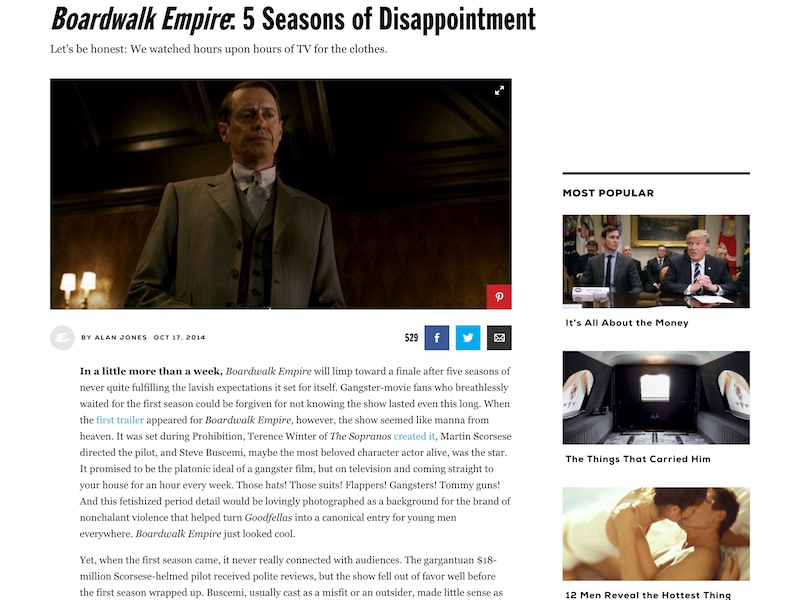 Boardwalk Empire: 5 Seasons of Disappointment
Let's be honest: We watched hours upon hours of TV for the clothes.
BY ALAN JONES OCT 17, 2014
529
In a little more than a week, Boardwalk Empire will limp toward a finale after five seasons of
never quite fulfilling the lavish expectations it set for itself. Gangster-movie fans who breathlessly
waited for the first season could be forgiven for not knowing the show lasted even this long. When
the first trailer appeared for Boardwalk Empire, however, the show seemed like manna from
heaven. It was set during Prohibition, Terence Winter of The Sopranos created it, Martin Scorsese
directed the pilot, and Steve Buscemi, maybe the most beloved character actor alive, was the star.
It promised to be the platonic ideal of a gangster film, but on television and coming straight to
your house for an hour every week. Those hats! Those suits! Flappers! Gangsters! Tommy guns!
And this fetishized period detail would be lovingly photographed as a background for the brand of
nonchalant violence that helped turn Goodfellas into a canonical entry for young men
everywhere. Boardwalk Empire just looked cool.
Yet, when the first season came, it never really connected with audiences. The gargantuan $18-
million Scorsese-helmed pilot received polite reviews, but the show fell out of favor well before
the first season wrapped up. Buscemi, usually cast as a misfit or an outsider, made little sense as
MOST POPULAR
It's All About the Money
The Things That Carried Him
12 Men Reveal the Hottest Thing